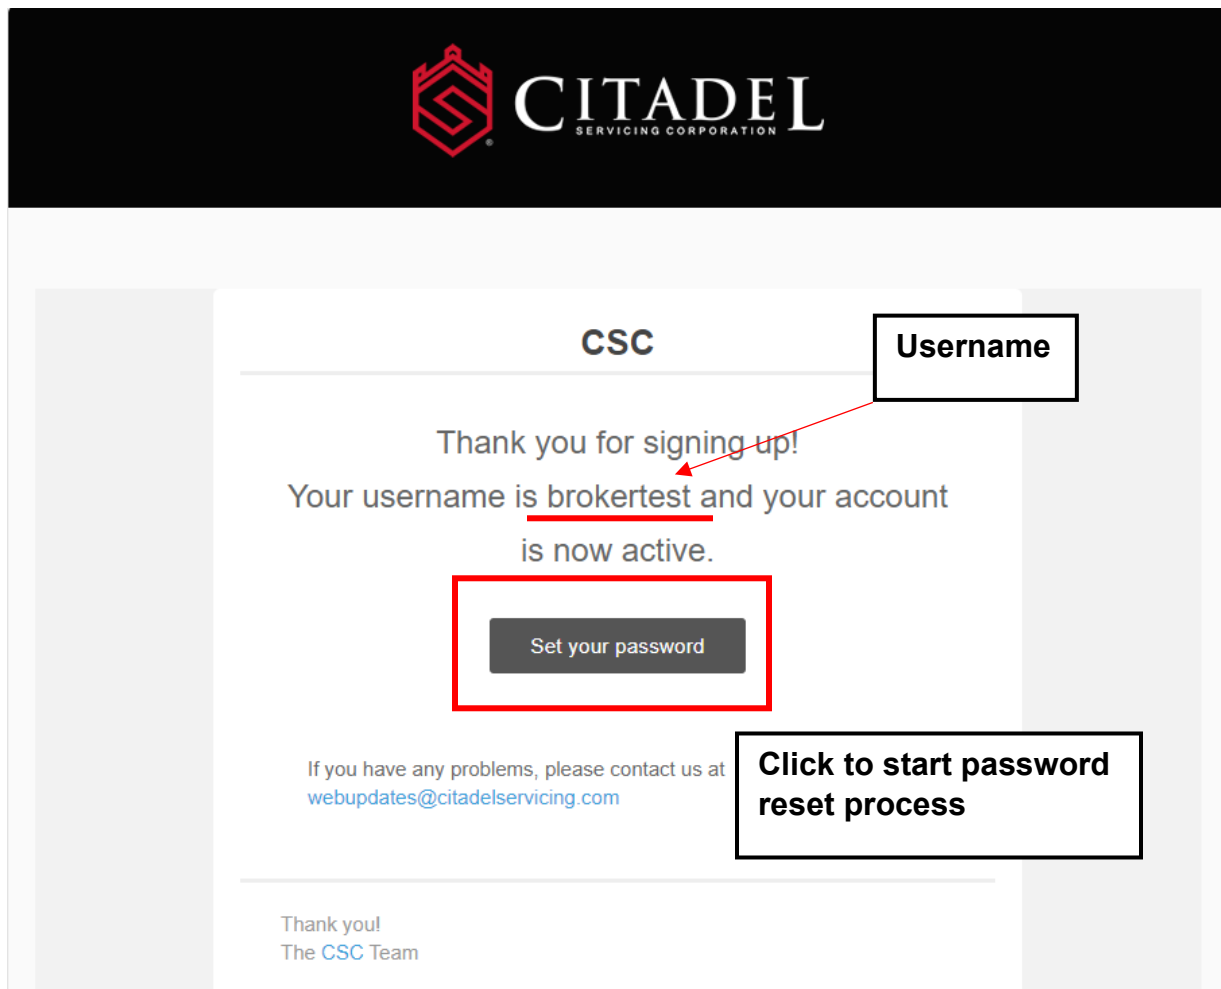 CITADEL
SERVICING CORPORATION
®
CSC
Username
Thank you for signing up!
Your username is brokertest and your account
is now active.
Set your password
If you have any problems, please contact us at
webupdates@citadelservicing.com
Click to start password
reset process
Thank you!
The CSC Team